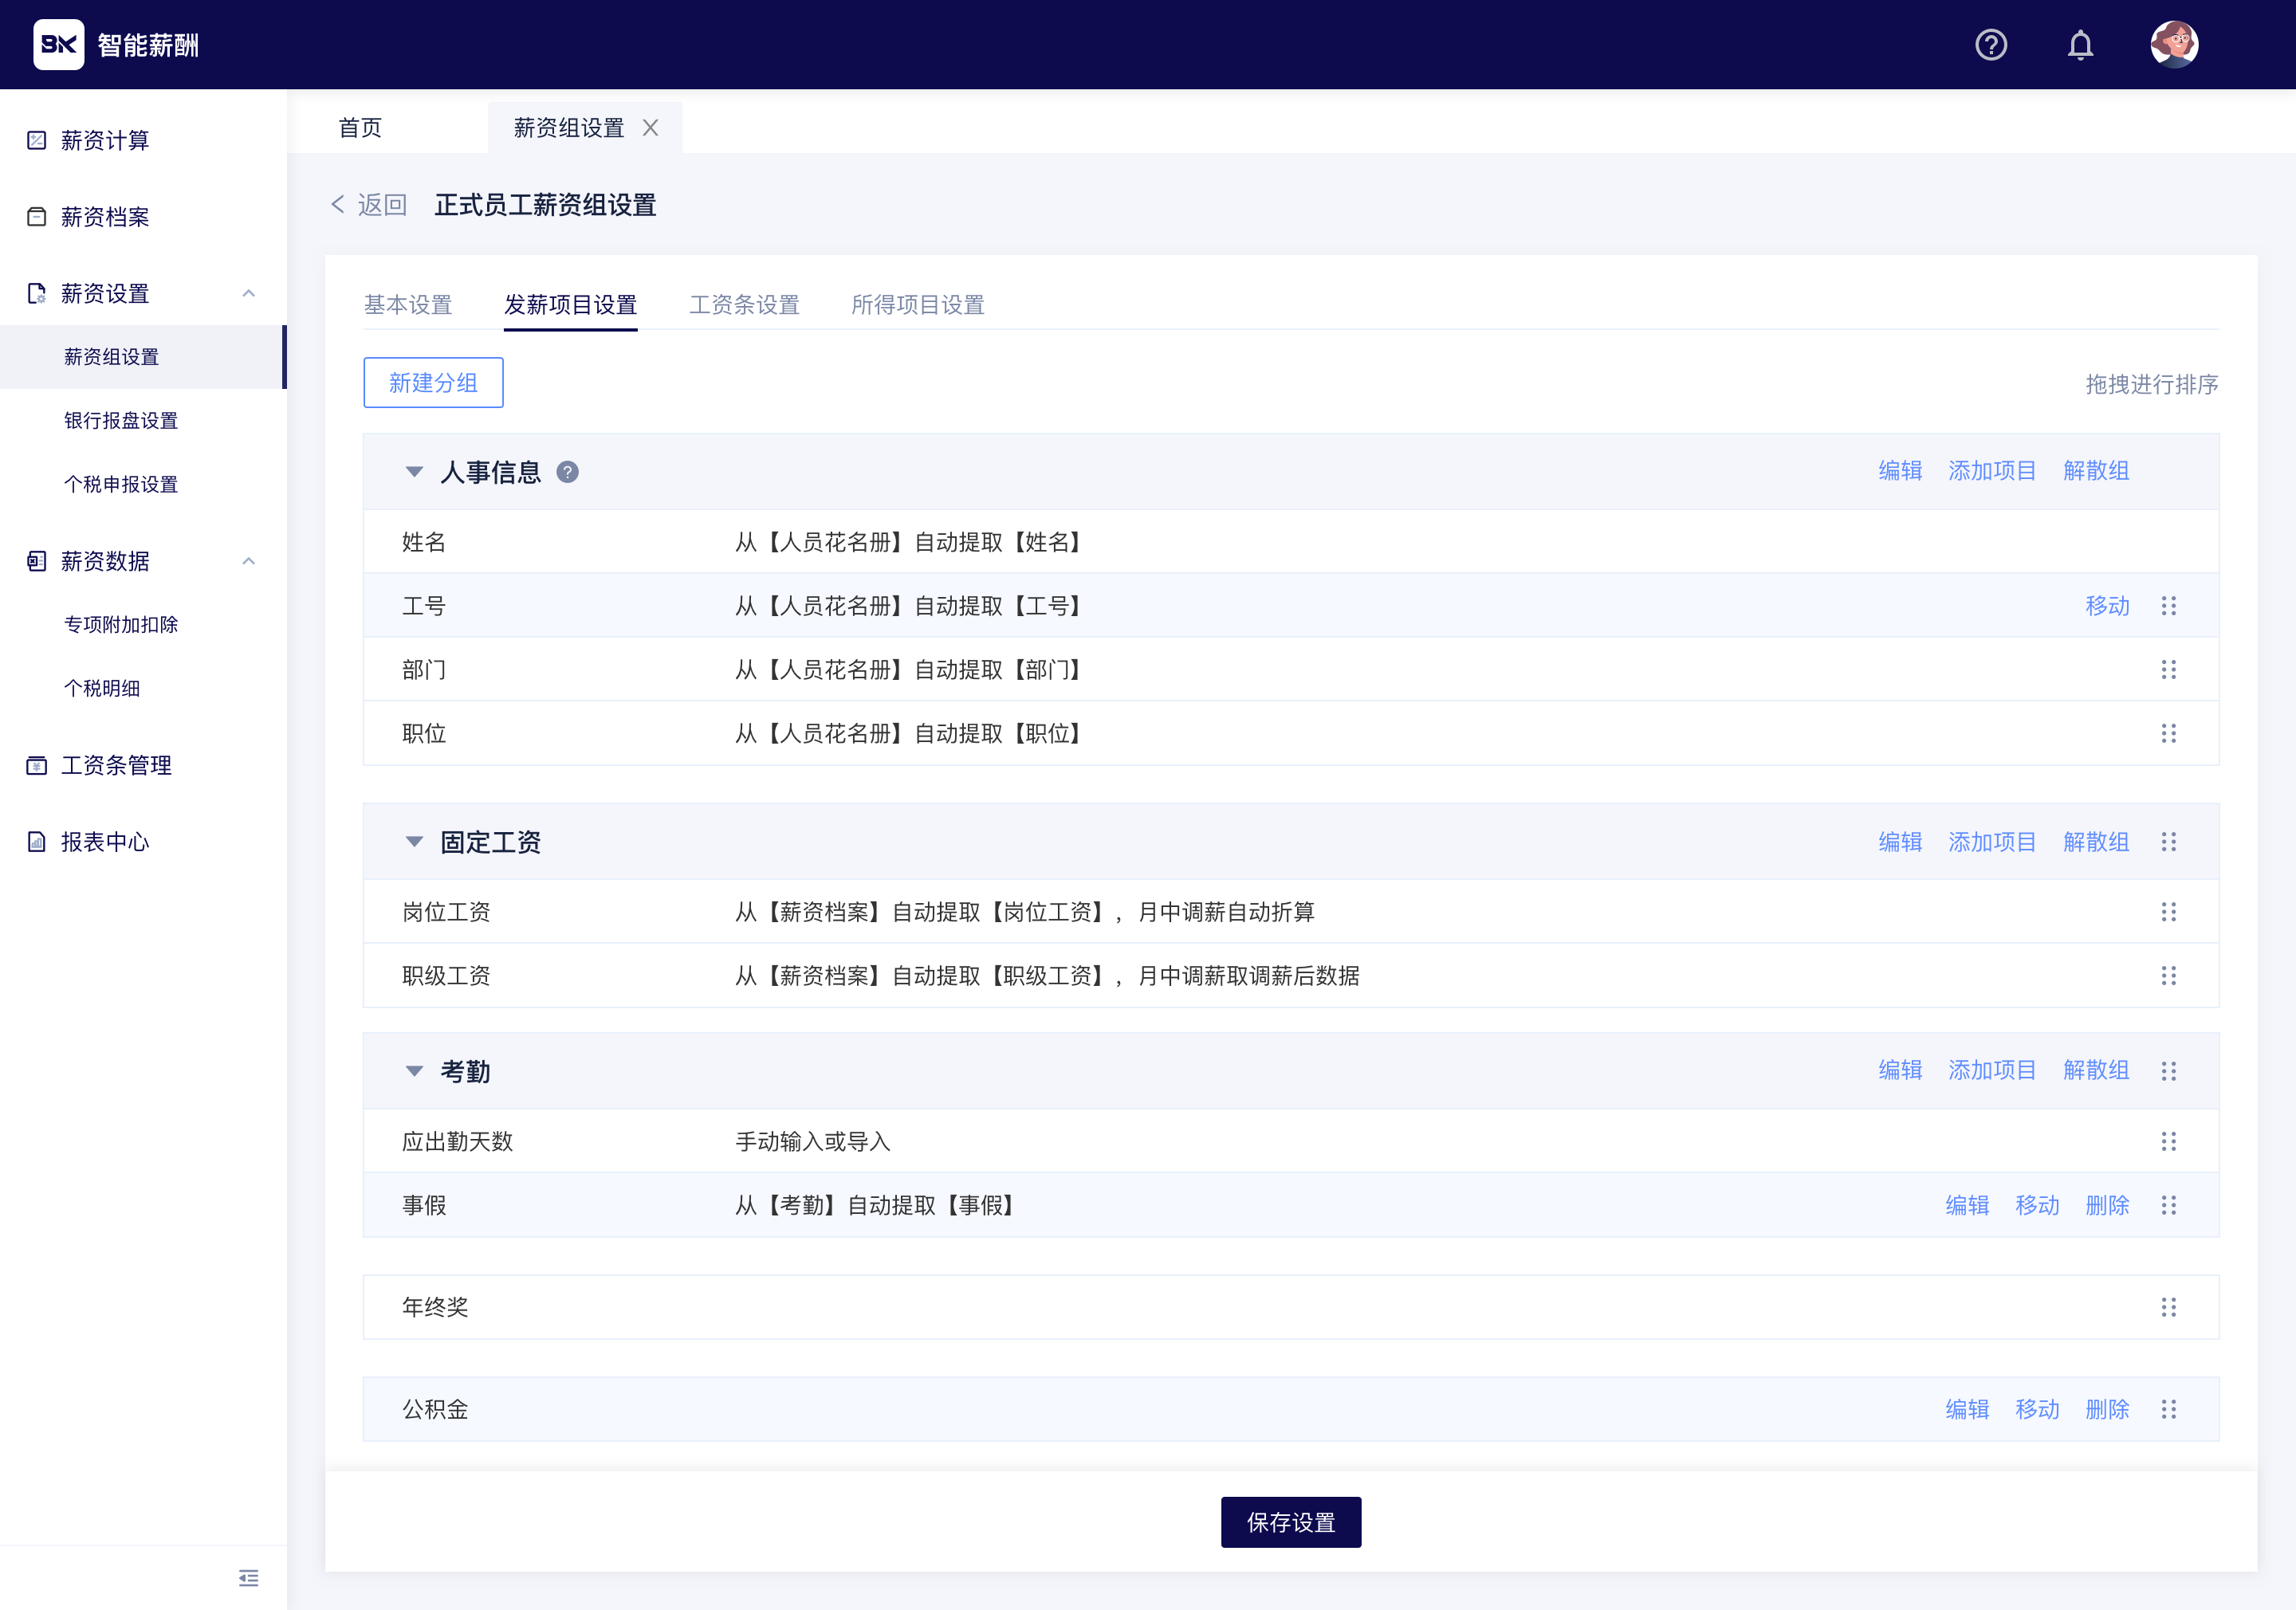 BK 智能薪酬
薪资计算
薪资档案
薪资设置
薪资组设置
银行报盘设置
个税申报设置
薪资数据
专项附加扣除
个税明细
工资条管理
报表中心
首页 薪资组设置
返回 正式员工薪资组设置
基本设置 发薪项目设置 工资条设置 所得项目设置
新建分组 拖拽进行排序
人事信息 ? 编辑 添加项目 解散组
姓名 从【人员花名册】自动提取【姓名】
工号 从【人员花名册】自动提取【工号】 移动
部门 从【人员花名册】自动提取【部门】
职位 从【人员花名册】自动提取【职位】
固定工资 编辑 添加项目 解散组
岗位工资 从【薪资档案】自动提取【岗位工资】，月中调薪自动折算
职级工资 从【薪资档案】自动提取【职级工资】，月中调薪取调薪后数据
考勤 编辑 添加项目 解散组
应出勤天数 手动输入或导入
事假 从【考勤】自动提取【事假】 编辑 移动 删除
年终奖
公积金 编辑 移动 删除
保存设置